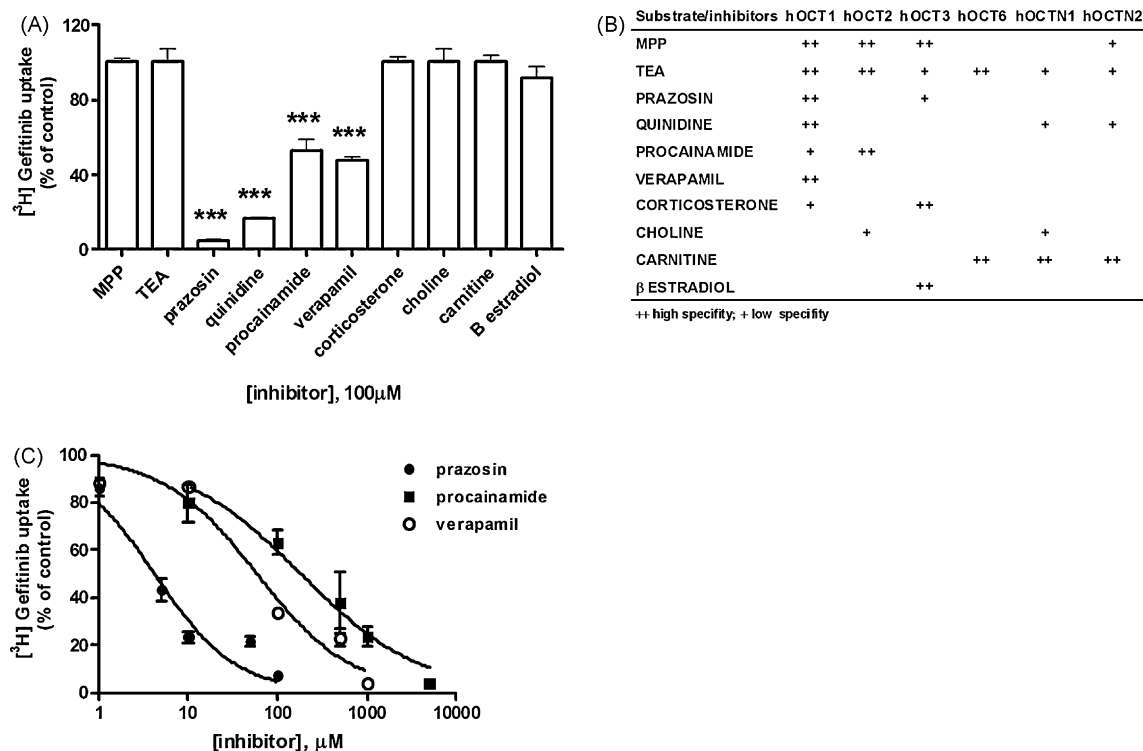 (A)
[3H] Gefitinib uptake
(% of control)
120
80
40
0
***
***
***
***
MPP
TEA
prazosin
quinidine
procainamide
verapamil
corticosterone
choline
carnitine
B estradiol
[inhibitor], 100µM
(B)
Substrate/inhibitors hOCT1 hOCT2 hOCT3 hOCT6 hOCTN1 hOCTN2
MPP ++ ++ ++ +
TEA ++ ++ + ++ + +
PRAZOSIN ++ +
QUINIDINE ++ + +
PROCAINAMIDE + ++
VERAPAMIL ++
CORTICOSTERONE + ++
CHOLINE + +
CARNITINE ++ ++ ++
β ESTRADIOL ++
++ high specifity; + low specifity
(C)
[3H] Gefitinib uptake
(% of control)
100
80
60
40
20
0
1 10 100 1000 10000
[inhibitor], µM
prazosin
procainamide
verapamil